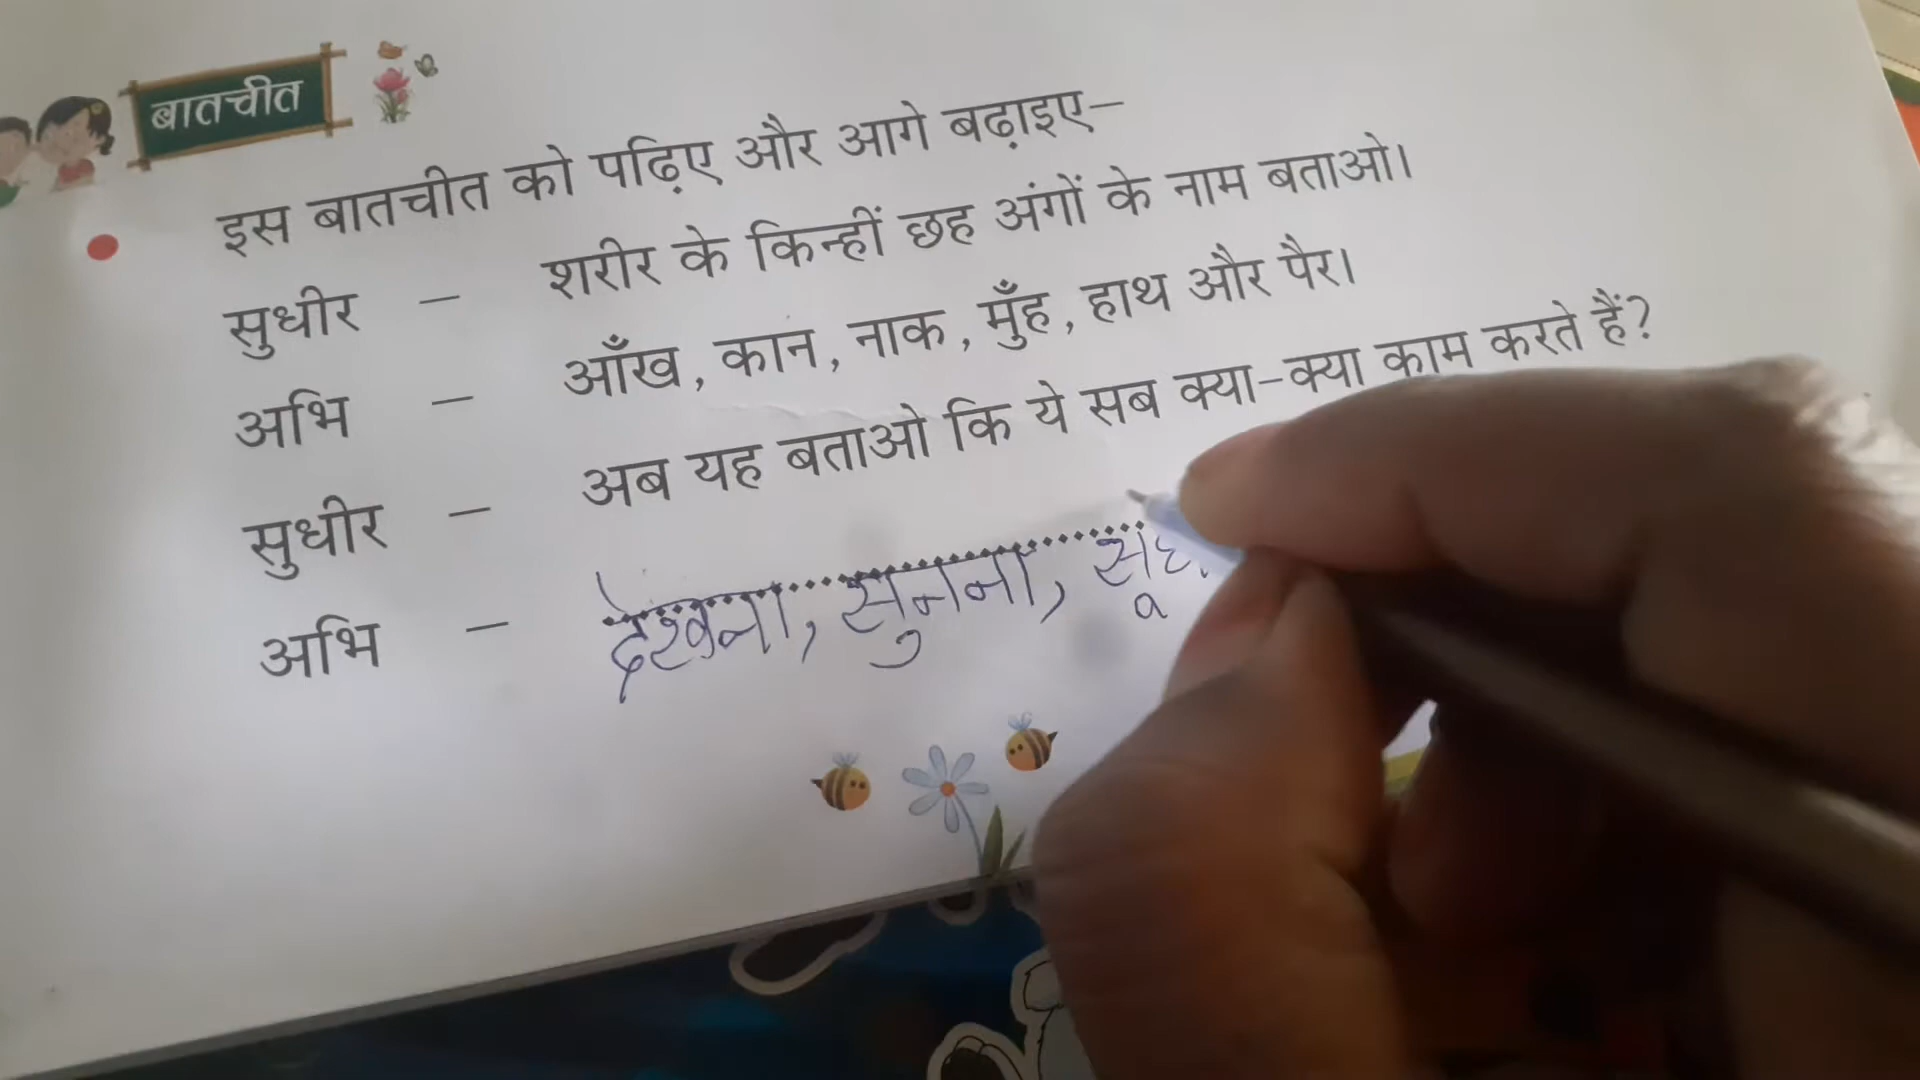 बातचीत
इस बातचीत को पढ़िए और आगे बढ़ाइए–
सुधीर – शरीर के किन्हीं छह अंगों के नाम बताओ।
अभि – आँख, कान, नाक, मुँह, हाथ और पैर।
सुधीर – अब यह बताओ कि ये सब क्या-क्या काम करते हैं?
अभि – देखना, सुनना,